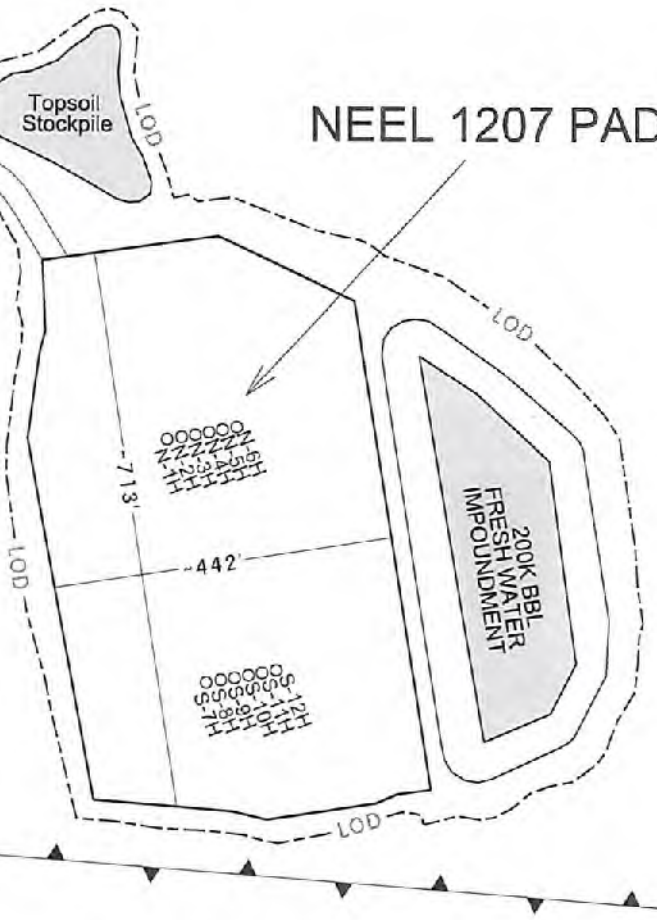 Topsoil
Stockpile
LOD
NEEL 1207 PAD
LOD
N-6H
N-5H
N-4H
N-3H
N-2H
N-1H
~713'
~442'
200K BBL
FRESH WATER
IMPOUNDMENT
LOD
S-12H
S-11H
S-10H
S-9H
S-8H
S-7H
LOD